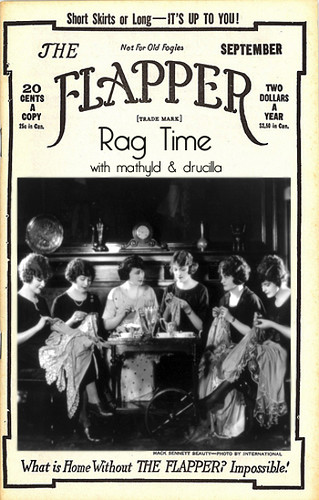 Short Skirts or Long—IT'S UP TO YOU!
THE
Not For Old Fogies
SEPTEMBER
FLAPPER
20
CENTS
A
COPY
25c in Can.
[TRADE MARK]
TWO
DOLLARS
A
YEAR
$2.50 in Can.
Rag Time
with mathyld & drucilla
MACK SENNETT BEAUTY—PHOTO BY INTERNATIONAL
What is Home Without THE FLAPPER? Impossible!